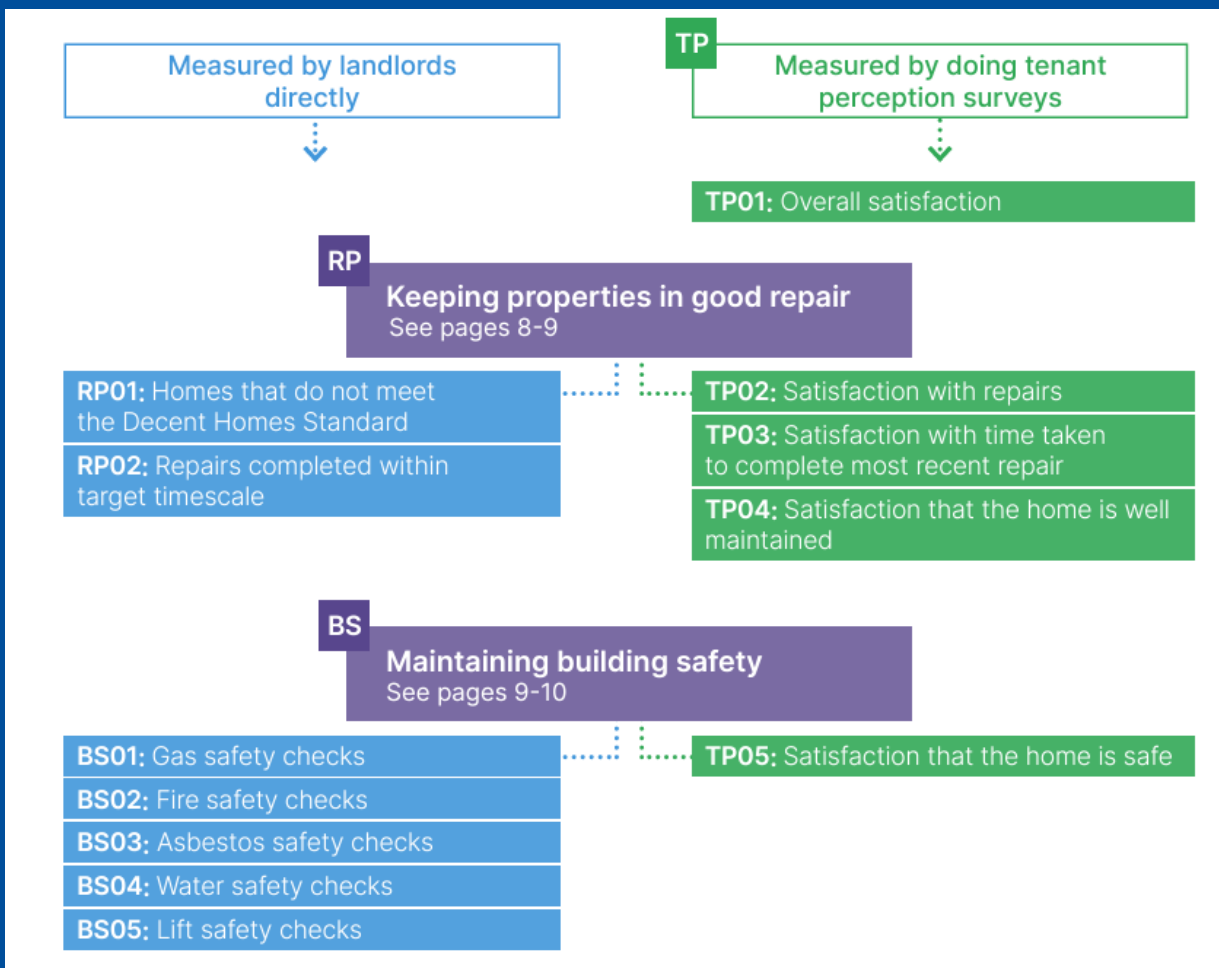 Measured by landlords
directly
TP
Measured by doing tenant
perception surveys
TP01: Overall satisfaction
RP
Keeping properties in good repair
See pages 8-9
RP01: Homes that do not meet
the Decent Homes Standard
RP02: Repairs completed within
target timescale
TP02: Satisfaction with repairs
TP03: Satisfaction with time taken
to complete most recent repair
TP04: Satisfaction that the home is well
maintained
BS
Maintaining building safety
See pages 9-10
BS01: Gas safety checks
BS02: Fire safety checks
BS03: Asbestos safety checks
BS04: Water safety checks
BS05: Lift safety checks
TP05: Satisfaction that the home is safe